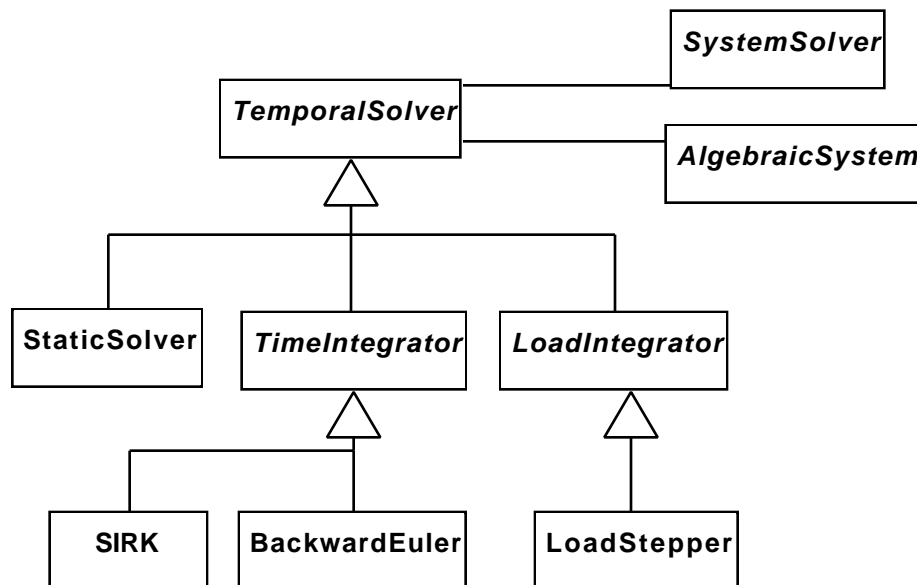 SystemSolver
TemporalSolver
AlgebraicSystem
StaticSolver
TimeIntegrator
LoadIntegrator
SIRK
BackwardEuler
LoadStepper